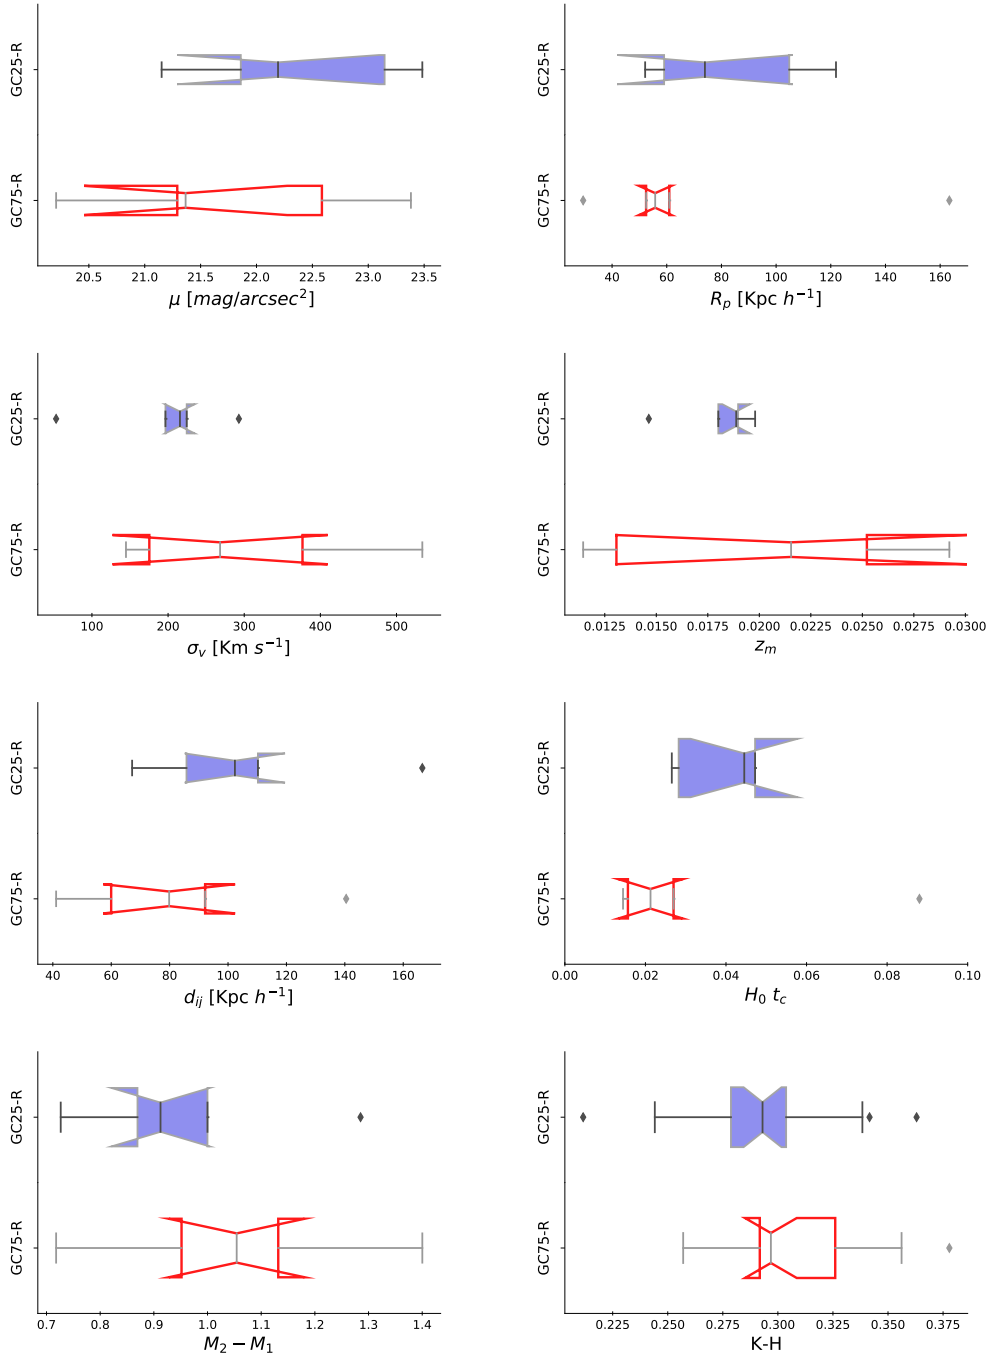 GC25-R
GC75-R
20.5 21.0 21.5 22.0 22.5 23.0 23.5
μ [mag/arcsec²]
GC25-R
GC75-R
40 60 80 100 120 140 160
R_p [Kpc h⁻¹]
GC25-R
GC75-R
100 200 300 400 500
σ_v [Km s⁻¹]
GC25-R
GC75-R
0.0125 0.0150 0.0175 0.0200 0.0225 0.0250 0.0275 0.0300
z_m
GC25-R
GC75-R
40 60 80 100 120 140 160
d_ij [Kpc h⁻¹]
GC25-R
GC75-R
0.00 0.02 0.04 0.06 0.08 0.10
H₀ t_c
GC25-R
GC75-R
0.7 0.8 0.9 1.0 1.1 1.2 1.3 1.4
M₂ − M₁
GC25-R
GC75-R
0.225 0.250 0.275 0.300 0.325 0.350 0.375
K-H